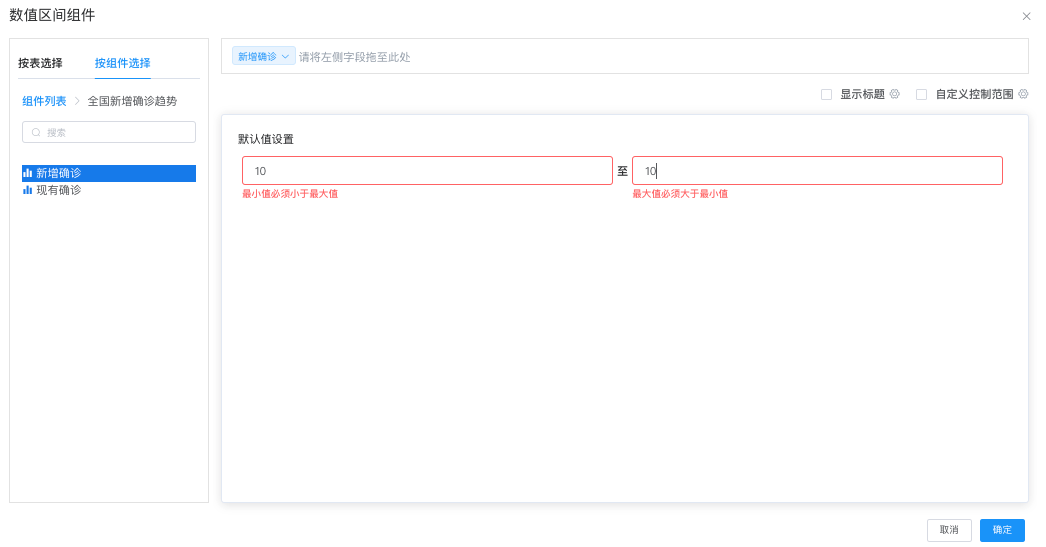 数值区间组件
按表选择 按组件选择
组件列表 > 全国新增确诊趋势
搜索
新增确诊
现有确诊
新增确诊 请将左侧字段拖至此处
显示标题 自定义控制范围
默认值设置
10 至 10
最小值必须小于最大值 最大值必须大于最小值
取消 确定